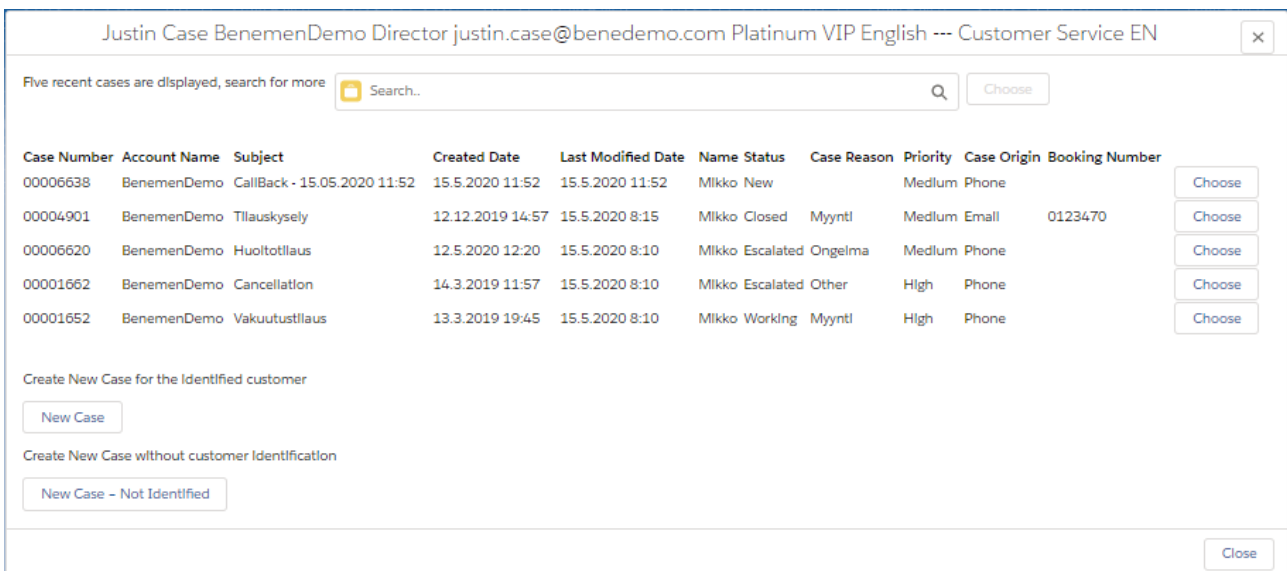 Justin Case BenemenDemo Director justin.case@benedemo.com Platinum VIP English --- Customer Service EN
Five recent cases are displayed, search for more Search.. Choose
Case Number Account Name Subject Created Date Last Modified Date Name Status Case Reason Priority Case Origin Booking Number
00006638 BenemenDemo CallBack - 15.05.2020 11:52 15.5.2020 11:52 15.5.2020 11:52 Mikko New Medium Phone Choose
00004901 BenemenDemo Tilauskysely 12.12.2019 14:57 15.5.2020 8:15 Mikko Closed Myynti Medium Email 0123470 Choose
00006620 BenemenDemo Huoltotilaus 12.5.2020 12:20 15.5.2020 8:10 Mikko Escalated Ongelma Medium Phone Choose
00001662 BenemenDemo Cancellation 14.3.2019 11:57 15.5.2020 8:10 Mikko Escalated Other High Phone Choose
00001652 BenemenDemo Vakuutustilaus 13.3.2019 19:45 15.5.2020 8:10 Mikko Working Myynti High Phone Choose
Create New Case for the identified customer
New Case
Create New Case without customer identification
New Case – Not Identified
Close